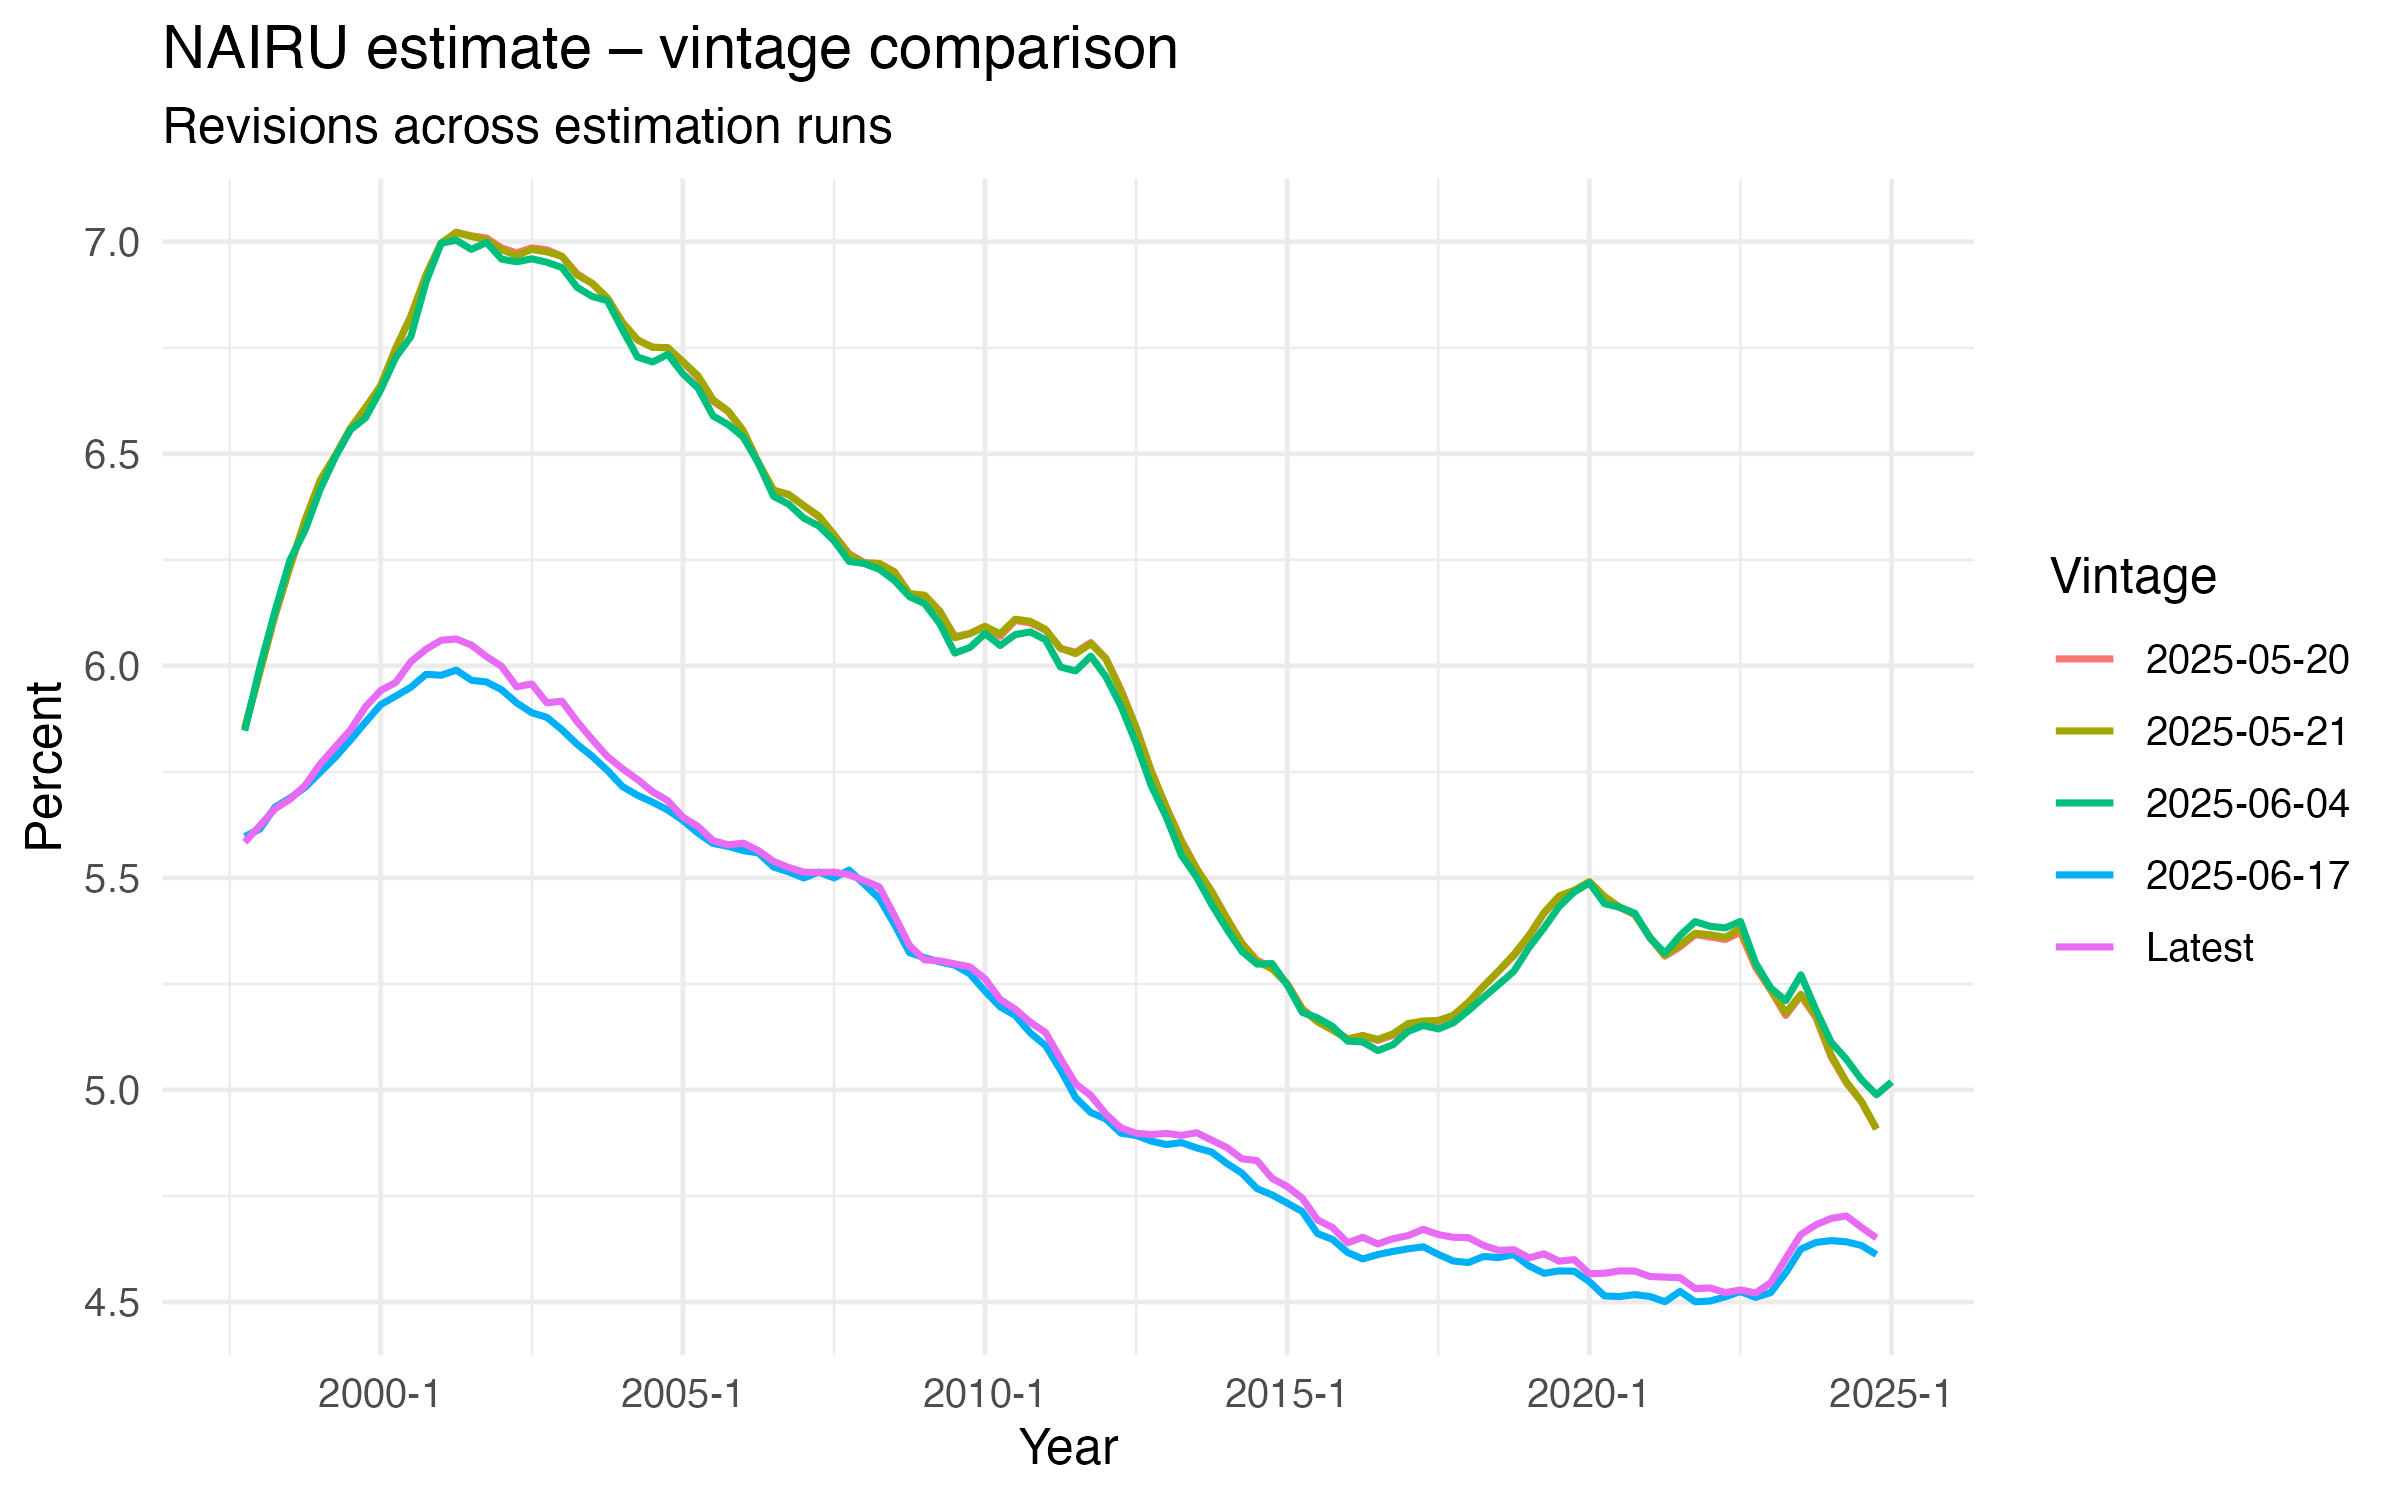 NAIRU estimate – vintage comparison
Revisions across estimation runs
Percent
7.0
6.5
6.0
5.5
5.0
4.5
2000-1
2005-1
2010-1
2015-1
2020-1
2025-1
Year
Vintage
2025-05-20
2025-05-21
2025-06-04
2025-06-17
Latest